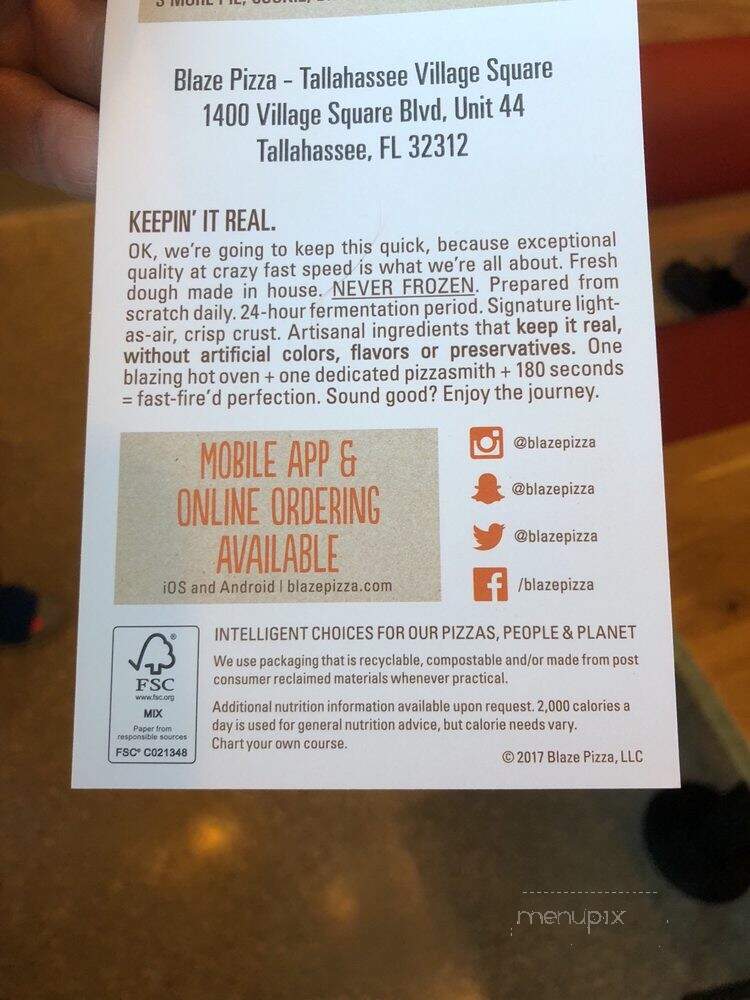 Blaze Pizza - Tallahassee Village Square
1400 Village Square Blvd, Unit 44
Tallahassee, FL 32312
KEEPIN' IT REAL.
OK, we're going to keep this quick, because exceptional
quality at crazy fast speed is what we're all about. Fresh
dough made in house. NEVER FROZEN. Prepared from
scratch daily. 24-hour fermentation period. Signature light-
as-air, crisp crust. Artisanal ingredients that keep it real,
without artificial colors, flavors or preservatives. One
blazing hot oven + one dedicated pizzasmith + 180 seconds
= fast-fire'd perfection. Sound good? Enjoy the journey.
MOBILE APP &
ONLINE ORDERING
AVAILABLE
iOS and Android | blazepizza.com
@blazepizza
@blazepizza
@blazepizza
/blazepizza
FSC
www.fsc.org
MIX
Paper from
responsible sources
FSC® C021348
INTELLIGENT CHOICES FOR OUR PIZZAS, PEOPLE & PLANET
We use packaging that is recyclable, compostable and/or made from post
consumer reclaimed materials whenever practical.
Additional nutrition information available upon request. 2,000 calories a
day is used for general nutrition advice, but calorie needs vary.
Chart your own course.
© 2017 Blaze Pizza, LLC
menupix